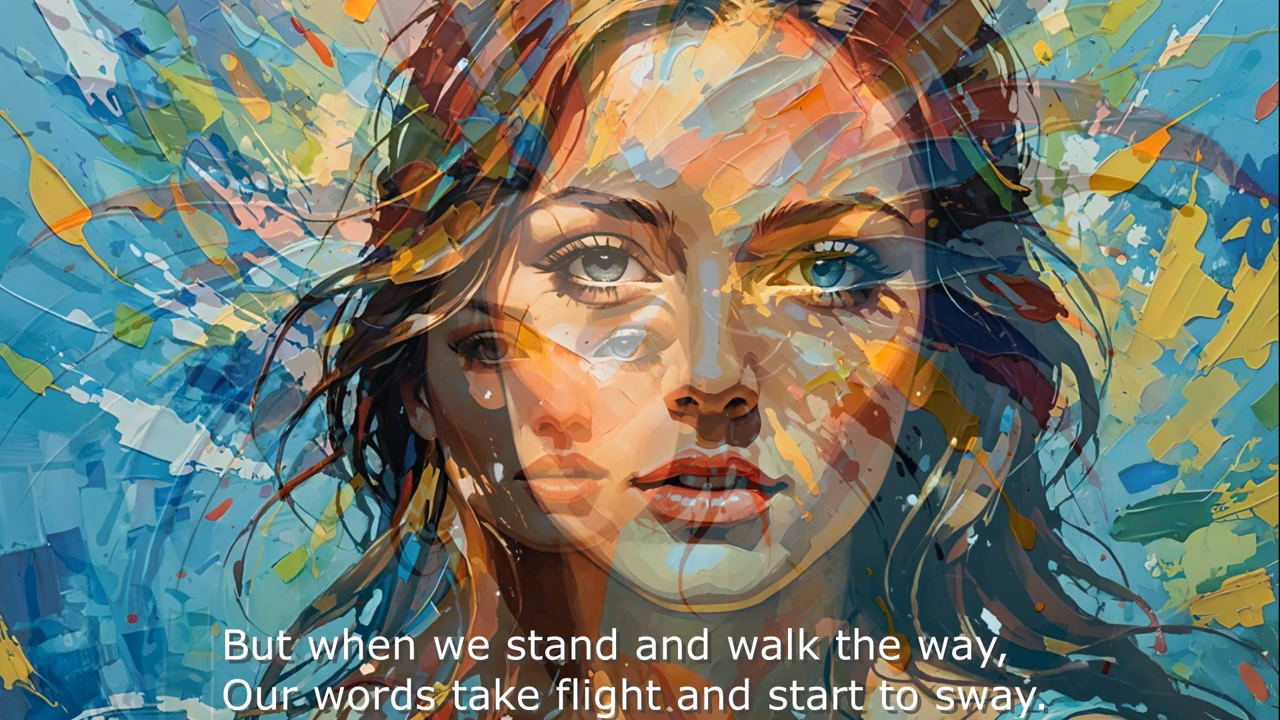 But when we stand and walk the way,
Our words take flight and start to sway.